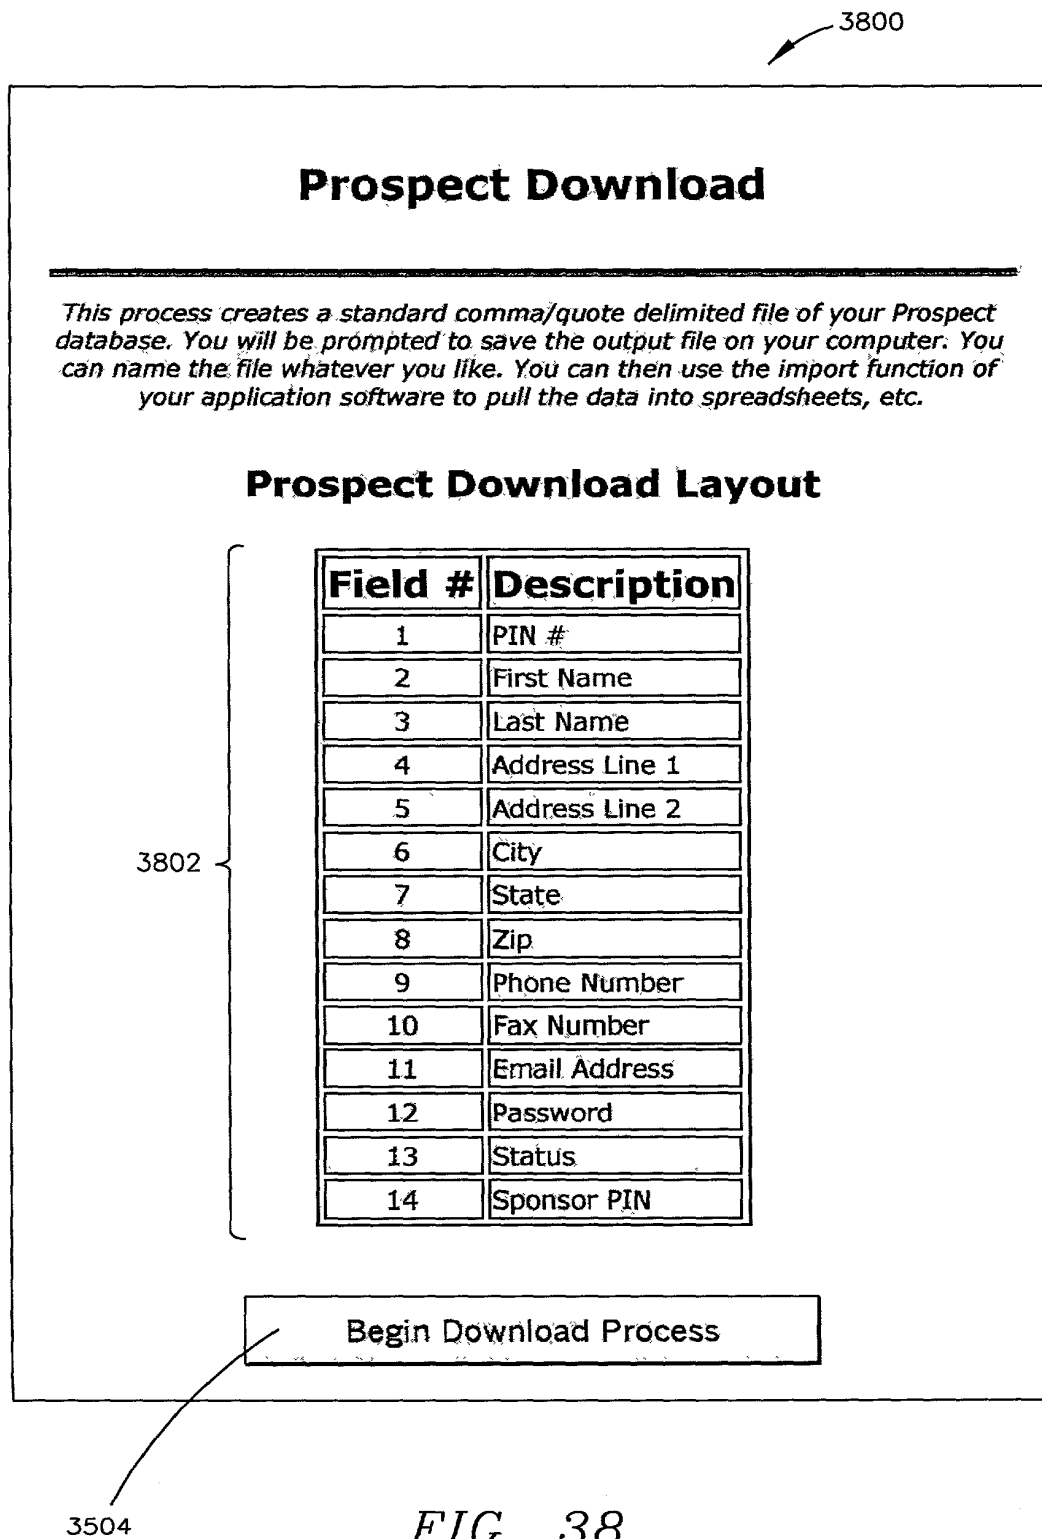 3800
Prospect Download
This process creates a standard comma/quote delimited file of your Prospect
database. You will be prompted to save the output file on your computer. You
can name the file whatever you like. You can then use the import function of
your application software to pull the data into spreadsheets, etc.
Prospect Download Layout
Field # Description
1 PIN #
2 First Name
3 Last Name
4 Address Line 1
5 Address Line 2
3802
6 City
7 State
8 Zip
9 Phone Number
10 Fax Number
11 Email Address
12 Password
13 Status
14 Sponsor PIN
Begin Download Process
3504
FIG. 38